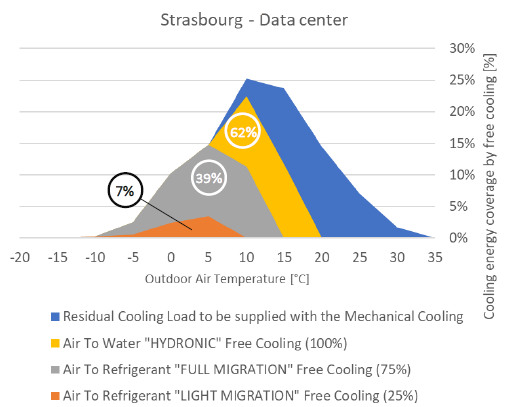 Strasbourg - Data center
30%
25%
20%
15%
10%
5%
0%
Cooling energy coverage by free cooling [%]
62%
39%
7%
-20 -15 -10 -5 0 5 10 15 20 25 30 35
Outdoor Air Temperature [°C]
Residual Cooling Load to be supplied with the Mechanical Cooling
Air To Water "HYDRONIC" Free Cooling (100%)
Air To Refrigerant "FULL MIGRATION" Free Cooling (75%)
Air To Refrigerant "LIGHT MIGRATION" Free Cooling (25%)